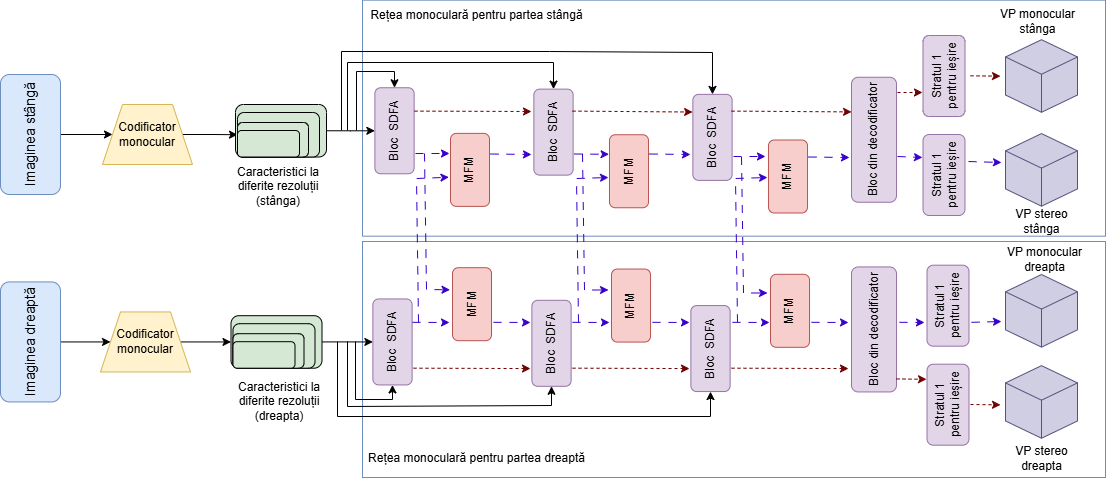 Rețea monoculară pentru partea stângă
VP monocular
stânga
Imaginea stângă
Codificator
monocular
Caracteristici la
diferite rezoluții
(stânga)
Bloc SDFA
MFM
Bloc SDFA
MFM
Bloc SDFA
MFM
Bloc din decodificator
Stratul 1
pentru ieșire
Stratul 1
pentru ieșire
VP stereo
stânga
VP monocular
dreapta
Imaginea dreaptă
Codificator
monocular
Caracteristici la
diferite rezoluții
(dreapta)
Bloc SDFA
MFM
Bloc SDFA
MFM
Bloc SDFA
MFM
Bloc din decodificator
Stratul 1
pentru ieșire
Stratul 1
pentru ieșire
VP stereo
dreapta
Rețea monoculară pentru partea dreaptă